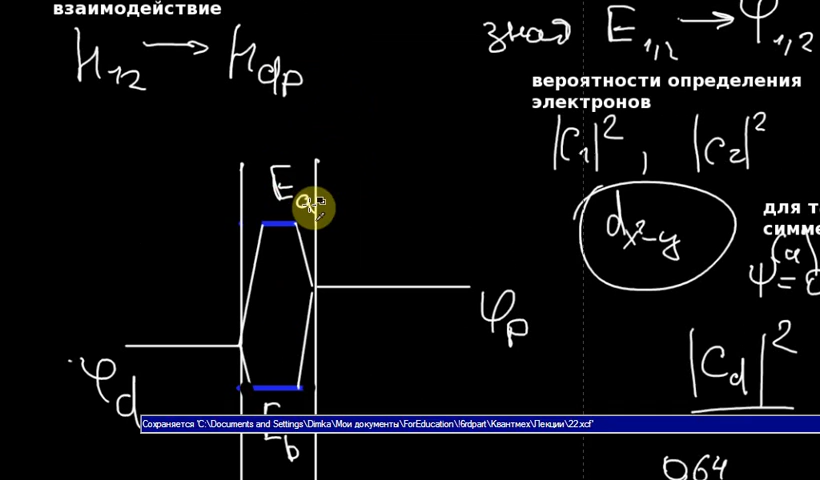 взаимодействие
H12 → Hdp
зная E1,2 → φ1,2
вероятности определения
электронов
|C1|², |C2|²
dx²-y
для т
симме
Ea
φp
φd
|Cd|²
Сохраняется 'C:\Documents and Settings\Dimka\Мои документы\ForEducation\!6rdpart\Квантмех\Лекции\22.xcf'
Eb
0,64